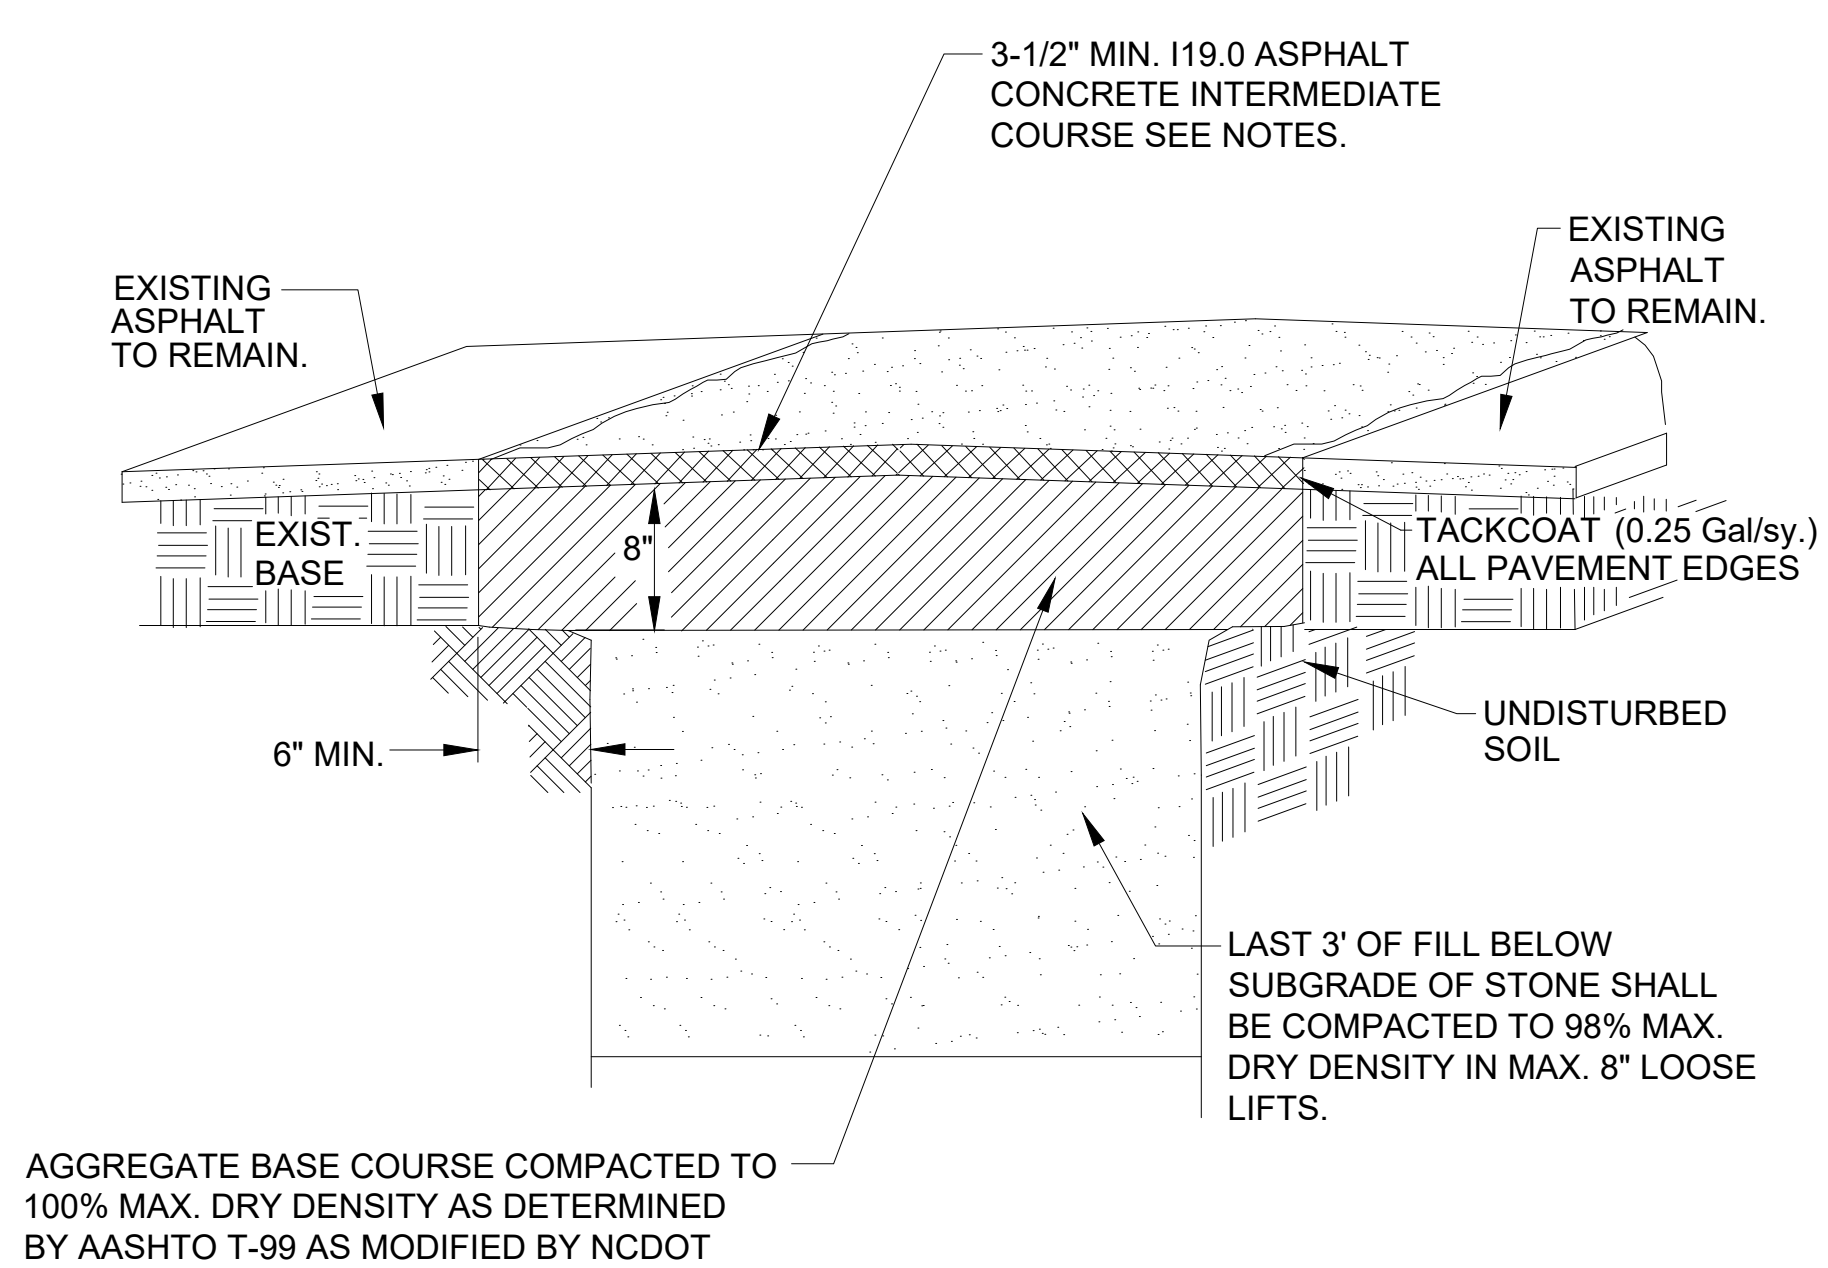 3-1/2" MIN. I19.0 ASPHALT
CONCRETE INTERMEDIATE
COURSE SEE NOTES.
EXISTING
ASPHALT
TO REMAIN.
EXISTING
ASPHALT
TO REMAIN.
EXIST.
BASE
8"
TACKCOAT (0.25 Gal/sy.)
ALL PAVEMENT EDGES
6" MIN.
UNDISTURBED
SOIL
LAST 3' OF FILL BELOW
SUBGRADE OF STONE SHALL
BE COMPACTED TO 98% MAX.
DRY DENSITY IN MAX. 8" LOOSE
LIFTS.
AGGREGATE BASE COURSE COMPACTED TO
100% MAX. DRY DENSITY AS DETERMINED
BY AASHTO T-99 AS MODIFIED BY NCDOT